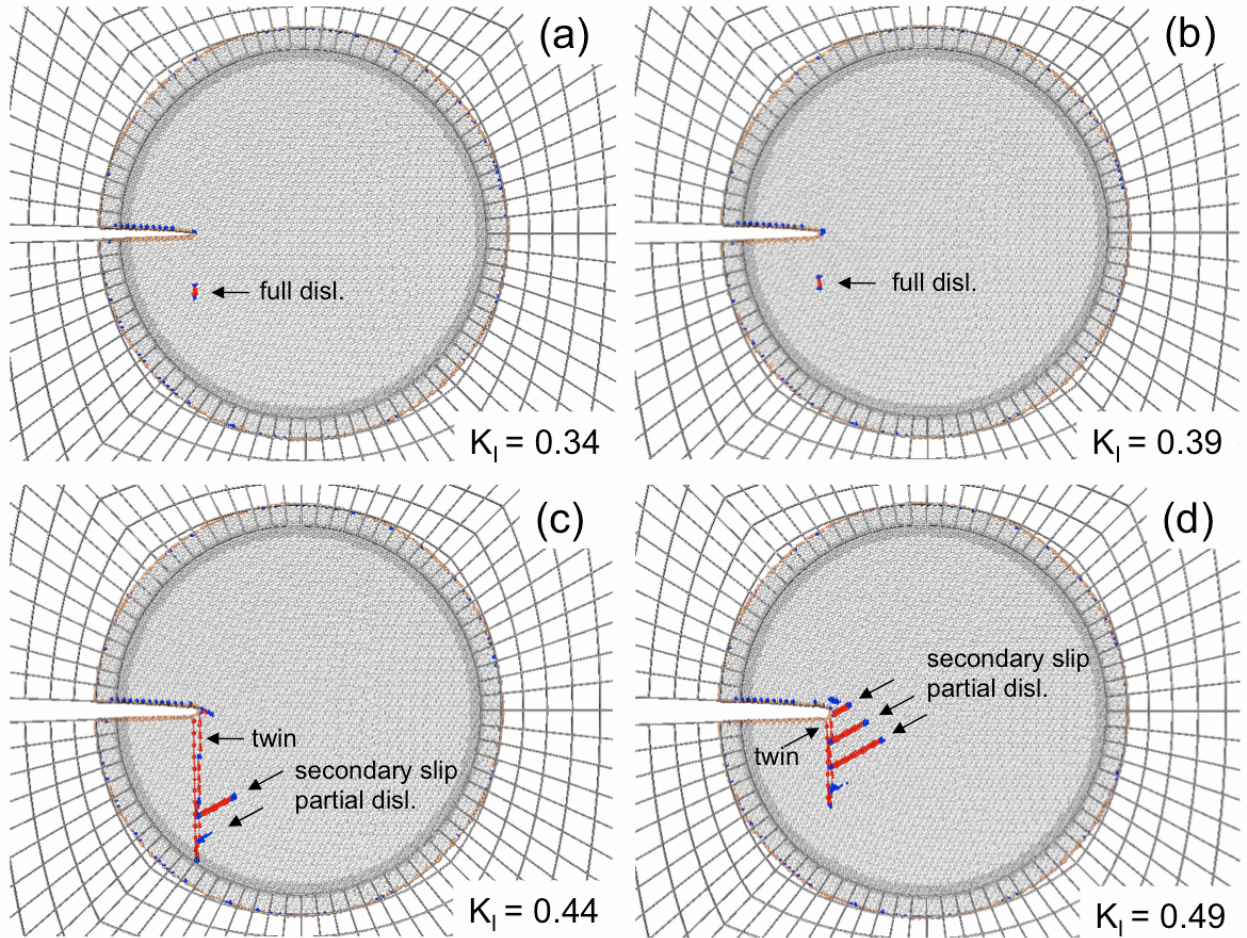 (a)
full disl.
K_I = 0.34
(b)
full disl.
K_I = 0.39
(c)
twin
secondary slip
partial disl.
K_I = 0.44
(d)
secondary slip
partial disl.
twin
K_I = 0.49